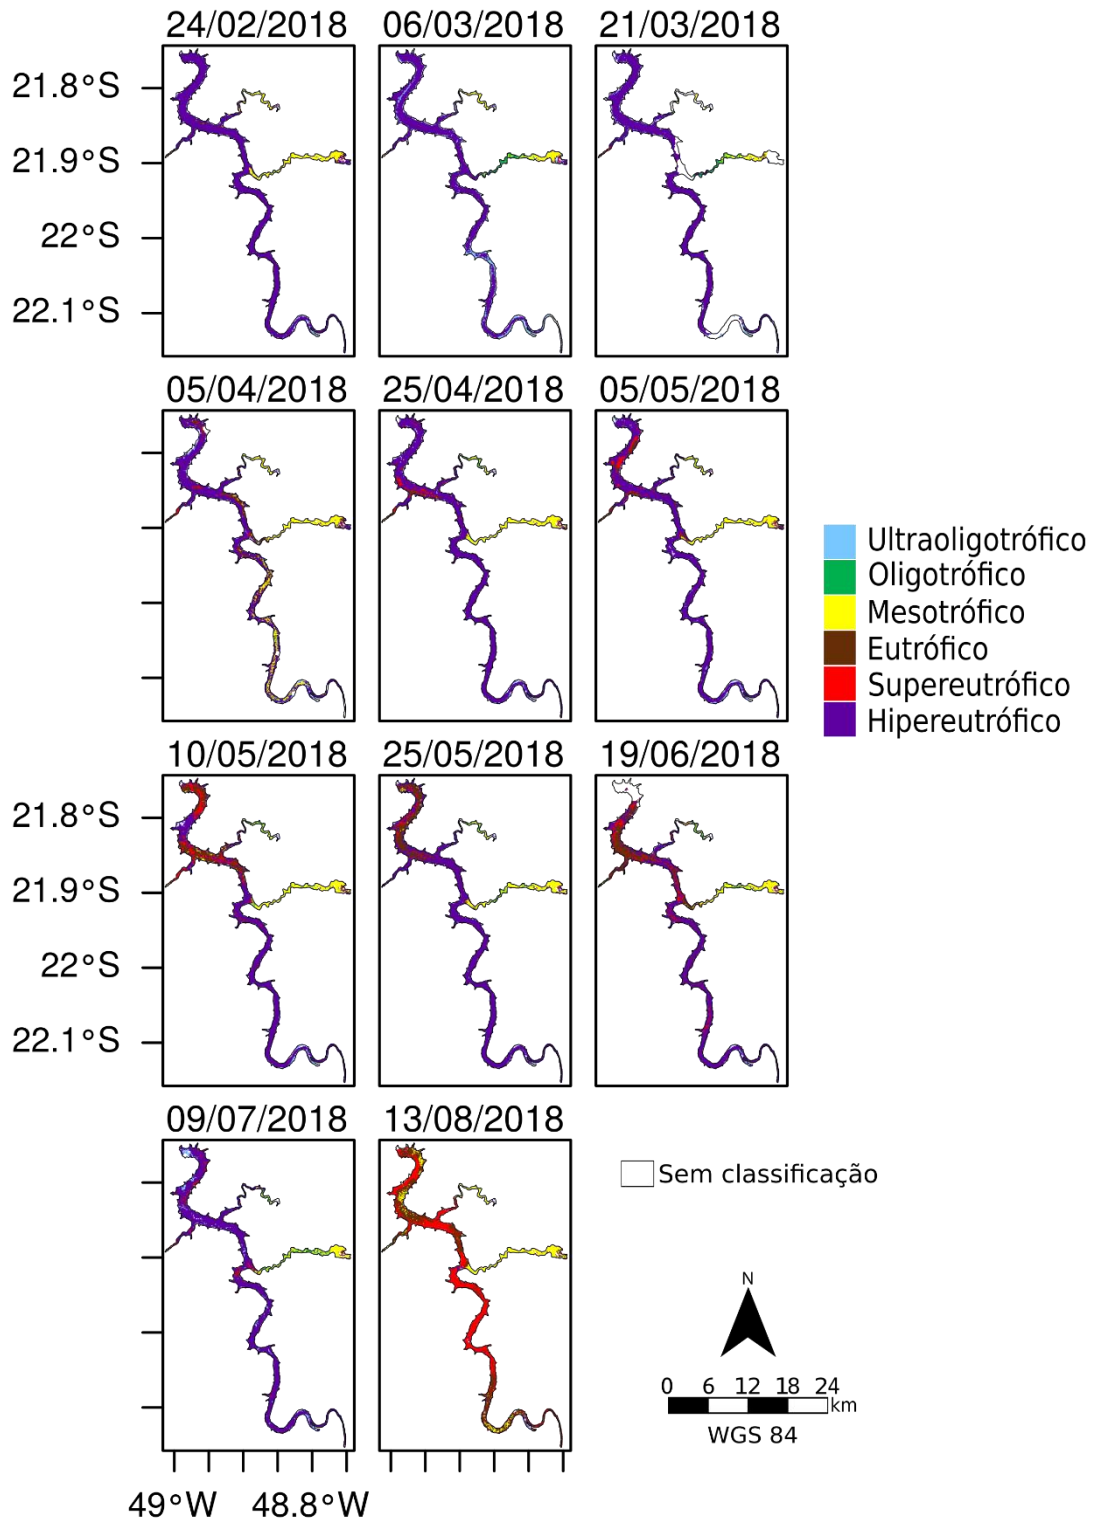 24/02/2018 06/03/2018 21/03/2018
21.8°S
21.9°S
22°S
22.1°S
05/04/2018 25/04/2018 05/05/2018
Ultraoligotrófico
Oligotrófico
Mesotrófico
Eutrófico
Supereutrófico
Hipereutrófico
10/05/2018 25/05/2018 19/06/2018
21.8°S
21.9°S
22°S
22.1°S
09/07/2018 13/08/2018
Sem classificação
N
0 6 12 18 24
km
WGS 84
49°W 48.8°W